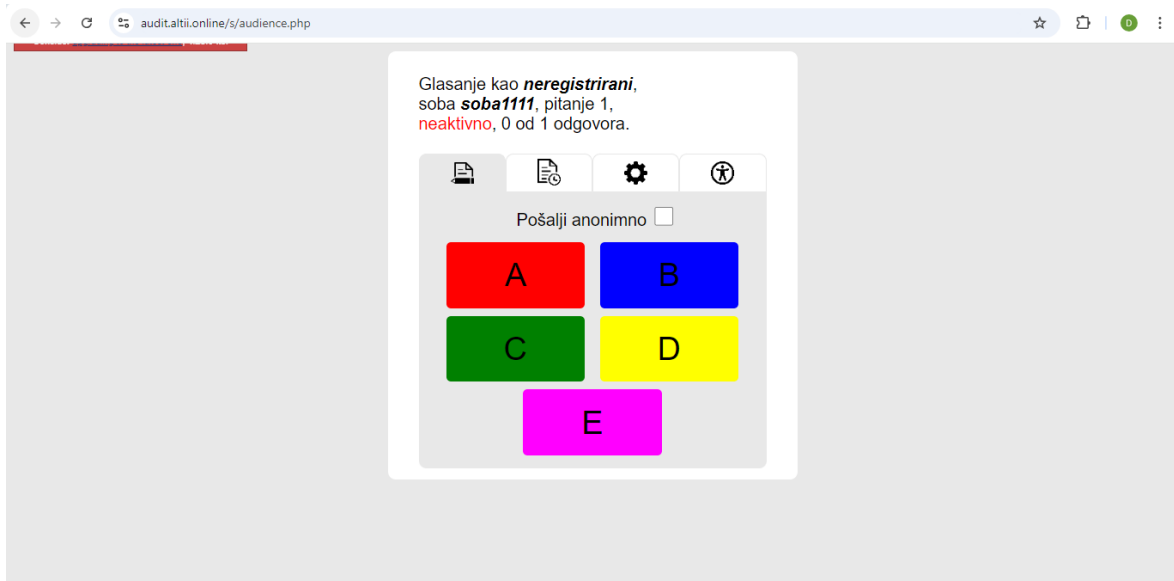 audit.altii.online/s/audience.php
D
Glasanje kao neregistrirani,
soba soba1111, pitanje 1,
neaktivno, 0 od 1 odgovora.
Pošalji anonimno
A
B
C
D
E